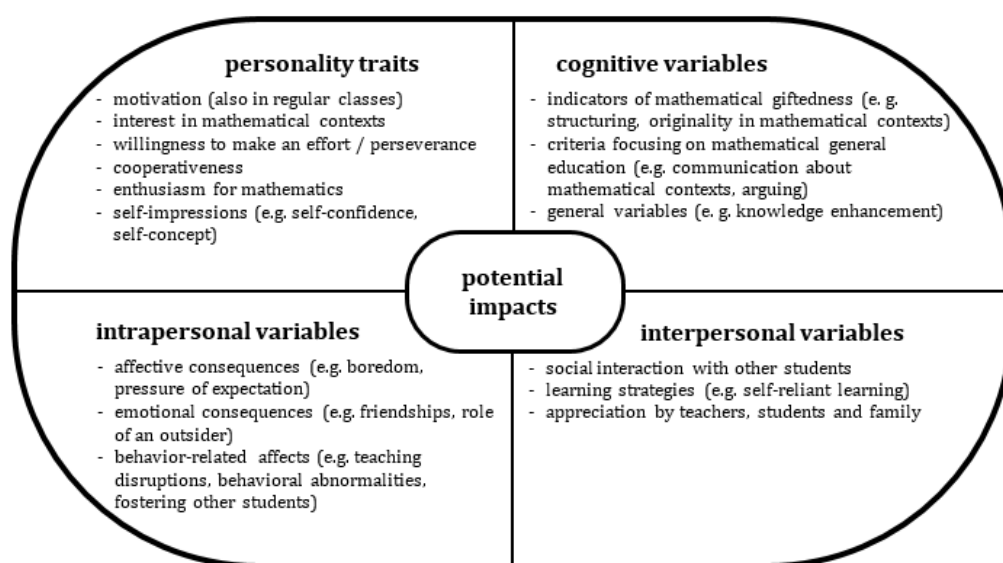 personality traits
- motivation (also in regular classes)
- interest in mathematical contexts
- willingness to make an effort / perseverance
- cooperativeness
- enthusiasm for mathematics
- self-impressions (e.g. self-confidence,
self-concept)
cognitive variables
- indicators of mathematical giftedness (e. g.
structuring, originality in mathematical contexts)
- criteria focusing on mathematical general
education (e.g. communication about
mathematical contexts, arguing)
- general variables (e. g. knowledge enhancement)
potential
impacts
intrapersonal variables
- affective consequences (e.g. boredom,
pressure of expectation)
- emotional consequences (e.g. friendships, role
of an outsider)
- behavior-related affects (e.g. teaching
disruptions, behavioral abnormalities,
fostering other students)
interpersonal variables
- social interaction with other students
- learning strategies (e.g. self-reliant learning)
- appreciation by teachers, students and family